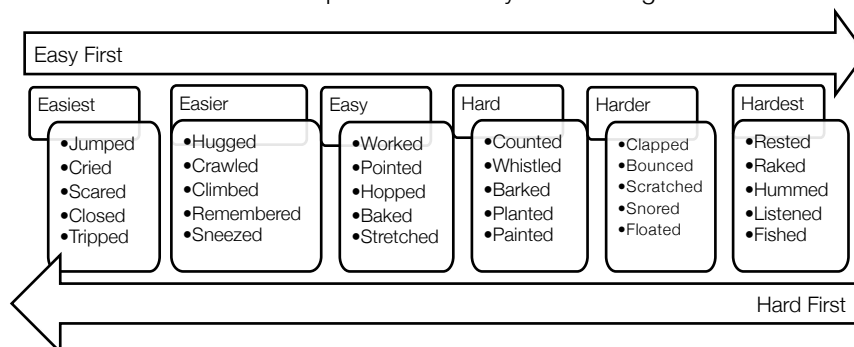 Easy First
Easiest
•Jumped
•Cried
•Scared
•Closed
•Tripped
Easier
•Hugged
•Crawled
•Climbed
•Remembered
•Sneezed
Easy
•Worked
•Pointed
•Hopped
•Baked
•Stretched
Hard
•Counted
•Whistled
•Barked
•Planted
•Painted
Harder
•Clapped
•Bounced
•Scratched
•Snored
•Floated
Hardest
•Rested
•Raked
•Hummed
•Listened
•Fished
Hard First